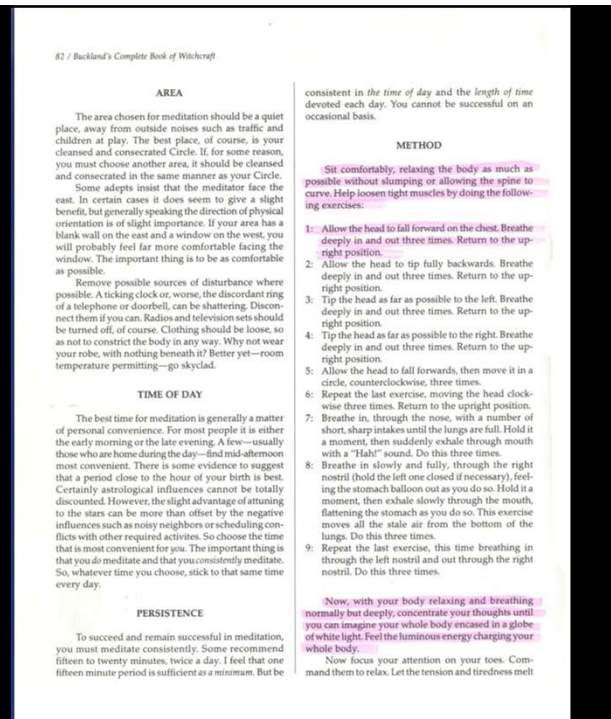 82 / Buckland's Complete Book of Witchcraft
AREA
The area chosen for meditation should be a quiet
place, away from outside noises such as traffic and
children at play. The best place, of course, is your
cleansed and consecrated Circle. If, for some reason,
you must choose another area, it should be cleansed
and consecrated in the same manner as your Circle.
Some adepts insist that the meditator face the
east. In certain cases it does seem to give a slight
benefit, but generally speaking the direction of physical
orientation is of slight importance. If your area has a
blank wall on the east and a window on the west, you
will probably feel far more comfortable facing the
window. The important thing is to be as comfortable
as possible.
Remove possible sources of disturbance where
possible. A ticking clock or, worse, the discordant ring
of a telephone or doorbell, can be shattering. Discon-
nect them if you can. Radios and television sets should
be turned off, of course. Clothing should be loose, so
as not to constrict the body in any way. Why not wear
your robe, with nothing beneath it? Better yet—room
temperature permitting—go skyclad.
TIME OF DAY
The best time for meditation is generally a matter
of personal convenience. For most people it is either
the early morning or the late evening. A few—usually
those who are home during the day—find mid-afternoon
most convenient. There is some evidence to suggest
that a period close to the hour of your birth is best.
Certainly astrological influences cannot be totally
discounted. However, the slight advantage of attuning
to the stars can be more than offset by the negative
influences such as noisy neighbors or scheduling con-
flicts with other required activites. So choose the time
that is most convenient for you. The important thing is
that you do meditate and that you consistently meditate.
So, whatever time you choose, stick to that same time
every day.
PERSISTENCE
To succeed and remain successful in meditation,
you must meditate consistently. Some recommend
fifteen to twenty minutes, twice a day. I feel that one
fifteen minute period is sufficient as a minimum. But be
consistent in the time of day and the length of time
devoted each day. You cannot be successful on an
occasional basis.
METHOD
Sit comfortably, relaxing the body as much as
possible without slumping or allowing the spine to
curve. Help loosen tight muscles by doing the follow-
ing exercises:
1: Allow the head to fall forward on the chest. Breathe
deeply in and out three times. Return to the up-
right position.
2: Allow the head to tip fully backwards. Breathe
deeply in and out three times. Return to the up-
right position.
3: Tip the head as far as possible to the left. Breathe
deeply in and out three times. Return to the up-
right position.
4: Tip the head as far as possible to the right. Breathe
deeply in and out three times. Return to the up-
right position.
5: Allow the head to fall forwards, then move it in a
circle, counterclockwise, three times.
6: Repeat the last exercise, moving the head clock-
wise three times. Return to the upright position.
7: Breathe in, through the nose, with a number of
short, sharp intakes until the lungs are full. Hold it
a moment, then suddenly exhale through mouth
with a "Hah!" sound. Do this three times.
8: Breathe in slowly and fully, through the right
nostril (hold the left one closed if necessary), feel-
ing the stomach balloon out as you do so. Hold it a
moment, then exhale slowly through the mouth,
flattening the stomach as you do so. This exercise
moves all the stale air from the bottom of the
lungs. Do this three times.
9: Repeat the last exercise, this time breathing in
through the left nostril and out through the right
nostril. Do this three times.
Now, with your body relaxing and breathing
normally but deeply, concentrate your thoughts until
you can imagine your whole body encased in a globe
of white light. Feel the luminous energy charging your
whole body.
Now focus your attention on your toes. Com-
mand them to relax. Let the tension and tiredness melt